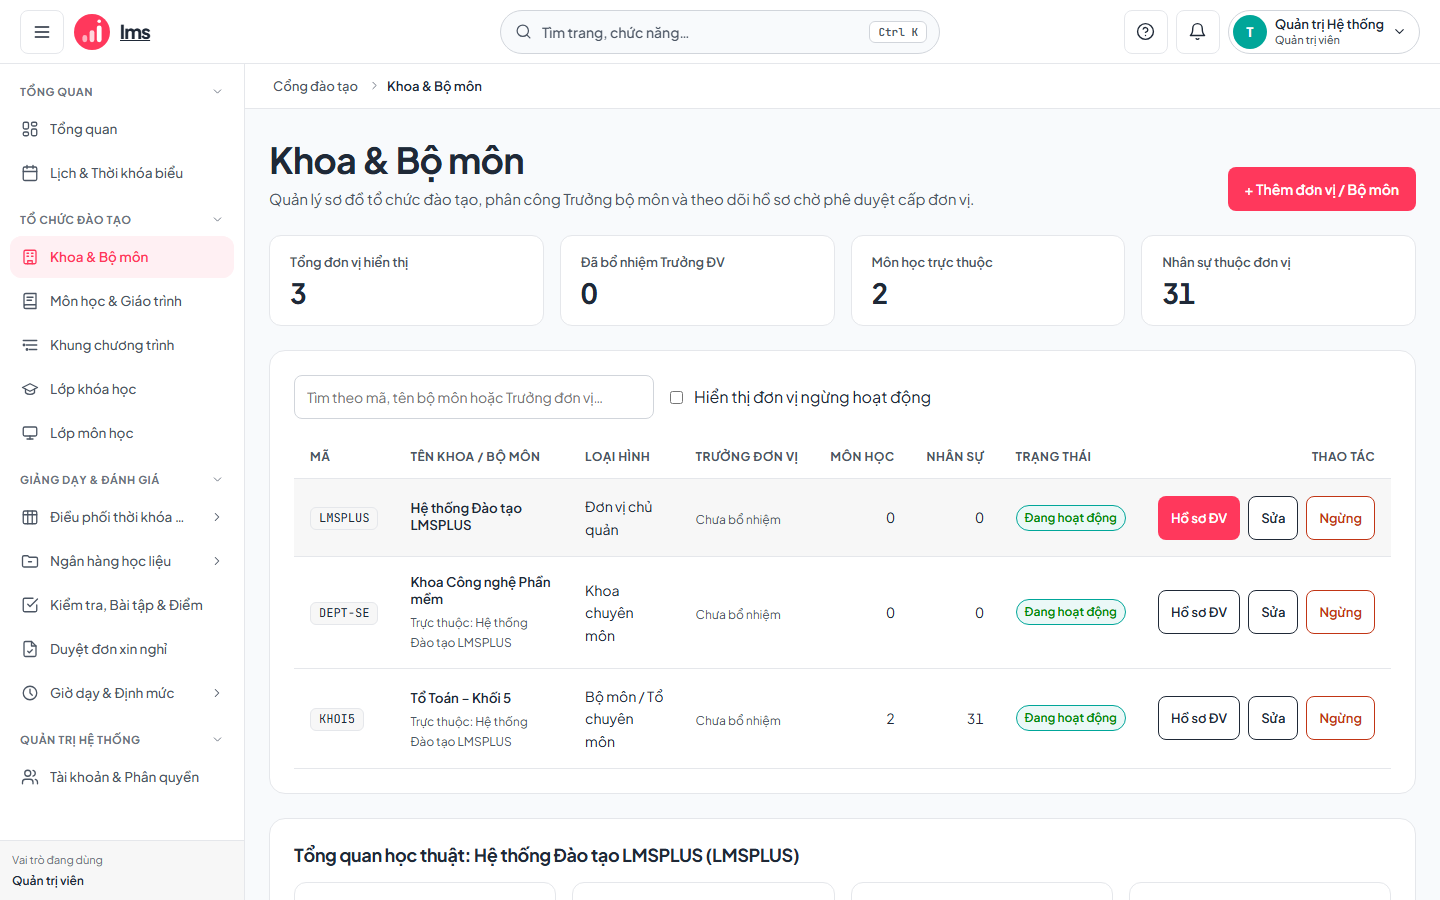 lms
Tìm trang, chức năng...
Ctrl K
T
Quản trị Hệ thống
Quản trị viên
TỔNG QUAN
Tổng quan
Lịch & Thời khóa biểu
TỔ CHỨC ĐÀO TẠO
Khoa & Bộ môn
Môn học & Giáo trình
Khung chương trình
Lớp khóa học
Lớp môn học
GIẢNG DẠY & ĐÁNH GIÁ
Điều phối thời khóa ...
Ngân hàng học liệu
Kiểm tra, Bài tập & Điểm
Duyệt đơn xin nghỉ
Giờ dạy & Định mức
QUẢN TRỊ HỆ THỐNG
Tài khoản & Phân quyền
Vai trò đang dùng
Quản trị viên
Cổng đào tạo
Khoa & Bộ môn
Khoa & Bộ môn
Quản lý sơ đồ tổ chức đào tạo, phân công Trưởng bộ môn và theo dõi hồ sơ chờ phê duyệt cấp đơn vị.
+ Thêm đơn vị / Bộ môn
Tổng đơn vị hiển thị
3
Đã bổ nhiệm Trưởng ĐV
0
Môn học trực thuộc
2
Nhân sự thuộc đơn vị
31
Tìm theo mã, tên bộ môn hoặc Trưởng đơn vị...
Hiển thị đơn vị ngừng hoạt động
MÃ TÊN KHOA / BỘ MÔN LOẠI HÌNH TRƯỞNG ĐƠN VỊ MÔN HỌC NHÂN SỰ TRẠNG THÁI THAO TÁC
LMSPLUS
Hệ thống Đào tạo
LMSPLUS
Đơn vị chủ
quản
Chưa bổ nhiệm
0
0
Đang hoạt động
Hồ sơ ĐV
Sửa
Ngừng
DEPT-SE
Khoa Công nghệ Phần
mềm
Trực thuộc: Hệ thống
Đào tạo LMSPLUS
Khoa
chuyên
môn
Chưa bổ nhiệm
0
0
Đang hoạt động
Hồ sơ ĐV
Sửa
Ngừng
KHOI5
Tổ Toán – Khối 5
Trực thuộc: Hệ thống
Đào tạo LMSPLUS
Bộ môn / Tổ
chuyên
môn
Chưa bổ nhiệm
2
31
Đang hoạt động
Hồ sơ ĐV
Sửa
Ngừng
Tổng quan học thuật: Hệ thống Đào tạo LMSPLUS (LMSPLUS)